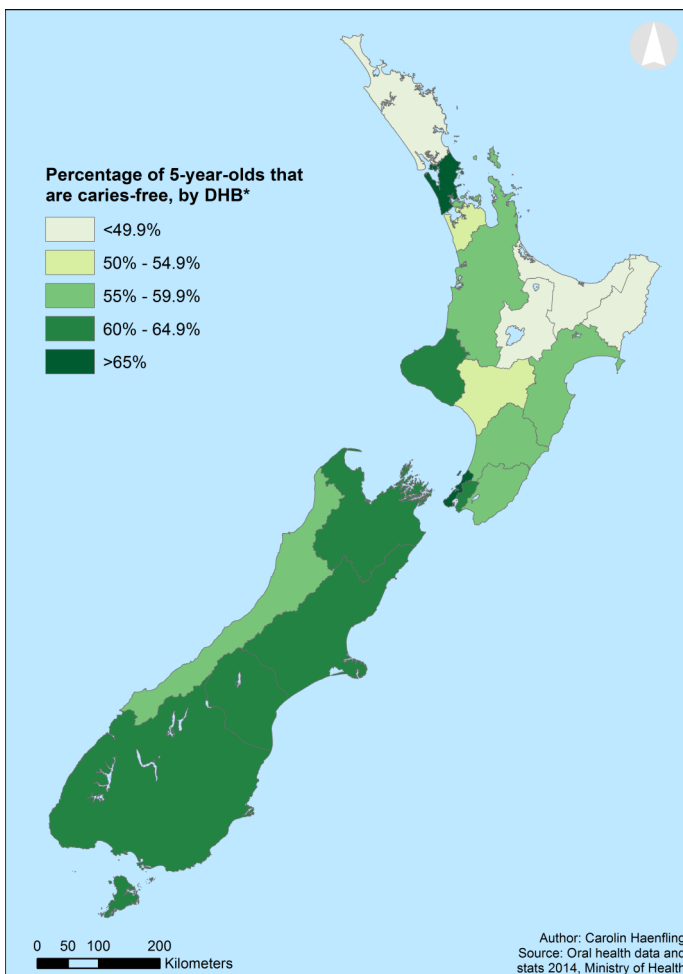 Percentage of 5-year-olds that
are caries-free, by DHB*
<49.9%
50% - 54.9%
55% - 59.9%
60% - 64.9%
>65%
0 50 100 200
Kilometers
Author: Carolin Haenfling
Source: Oral health data and
stats 2014, Ministry of Health